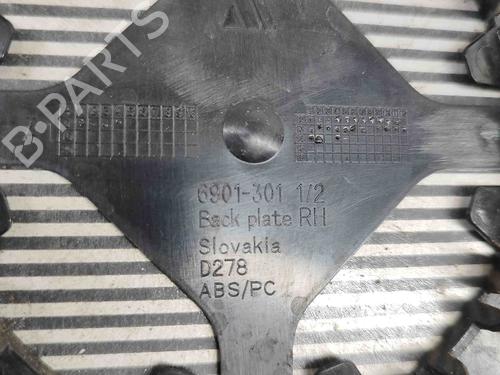 B-PARTS
6901-301 1/2
Back plate RH
Slovakia
D278
ABS/PC